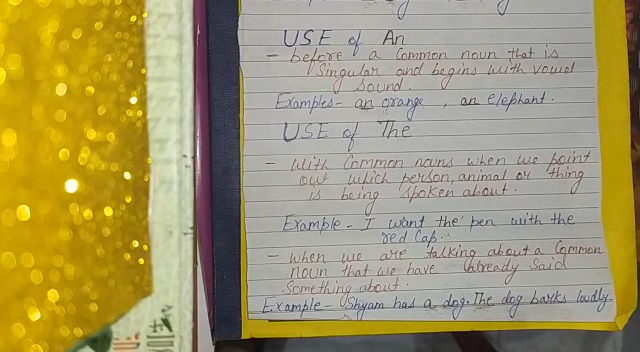 USE of An
- before a Common noun that is
Singular and begins with vowel
Sound.
Examples- an orange , an elephant.
USE of The
- With Common nouns when we point
out which person, animal or thing
is being spoken about.
Example - I want the pen with the
red Cap.
- When we are talking about a Common
noun that we have already Said
Something about.
Example- Shyam has a dog. The dog barks loudly.